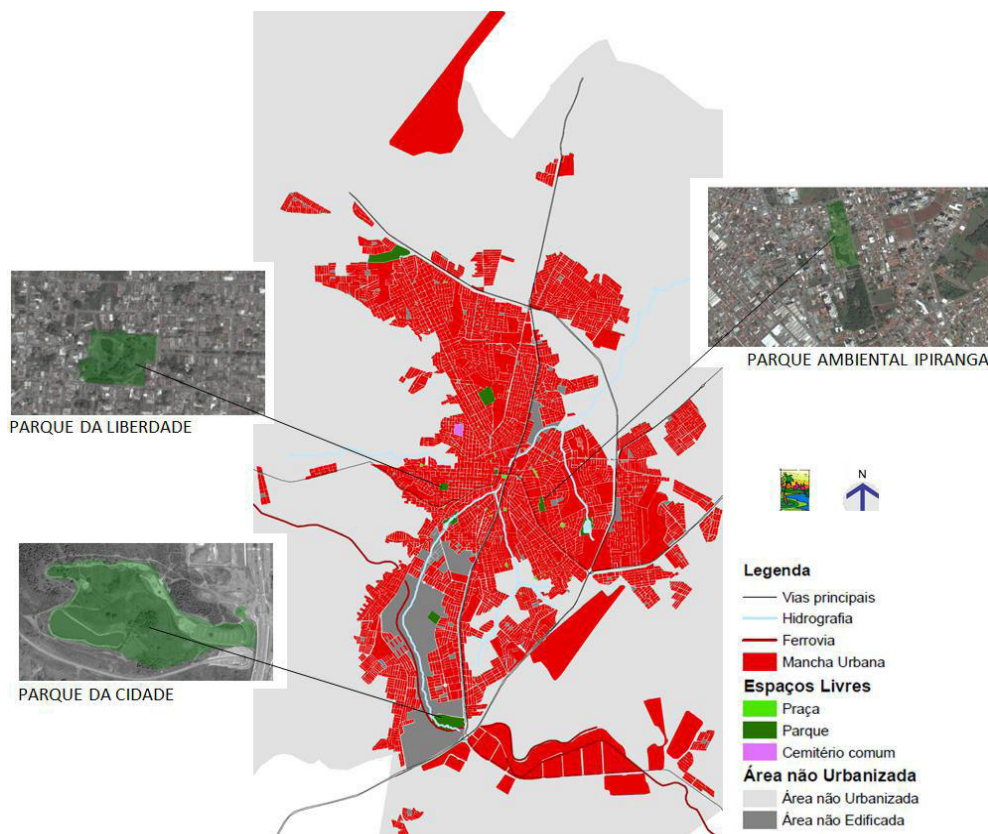 PARQUE AMBIENTAL IPIRANGA
PARQUE DA LIBERDADE
PARQUE DA CIDADE
N
Legenda
Vias principais
Hidrografia
Ferrovia
Mancha Urbana
Espaços Livres
Praça
Parque
Cemitério comum
Área não Urbanizada
Área não Urbanizada
Área não Edificada